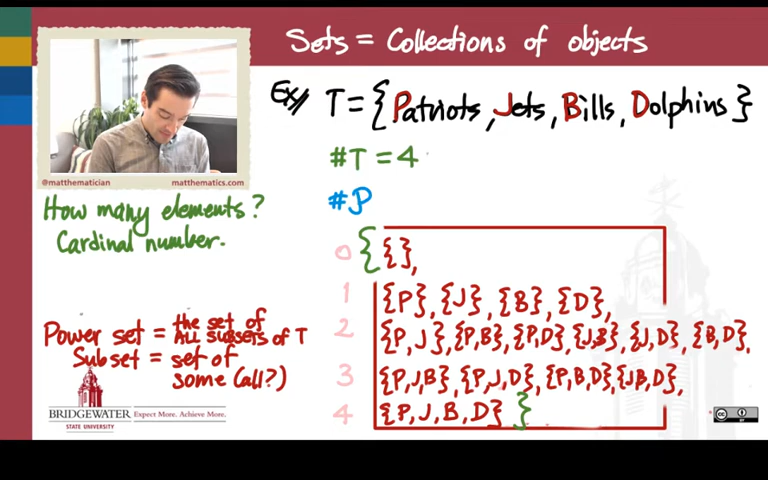 Sets = Collections of objects
Ex/ T = {Patriots, Jets, Bills, Dolphins}
@matthematician matthematics.com
#T = 4
How many elements?
Cardinal number.
#P
0 {{},
1 {P}, {J}, {B}, {D},
2 {P,J}, {P,B}, {P,D}, {J,B}, {J,D}, {B,D},
3 {P,J,B}, {P,J,D}, {P,B,D}, {J,B,D},
4 {P, J, B, D} }
Power set = the set of
ALL SUBSETS of T
Subset = set of
some (all?)
BRIDGEWATER
STATE UNIVERSITY
Expect More. Achieve More.
cc
BY